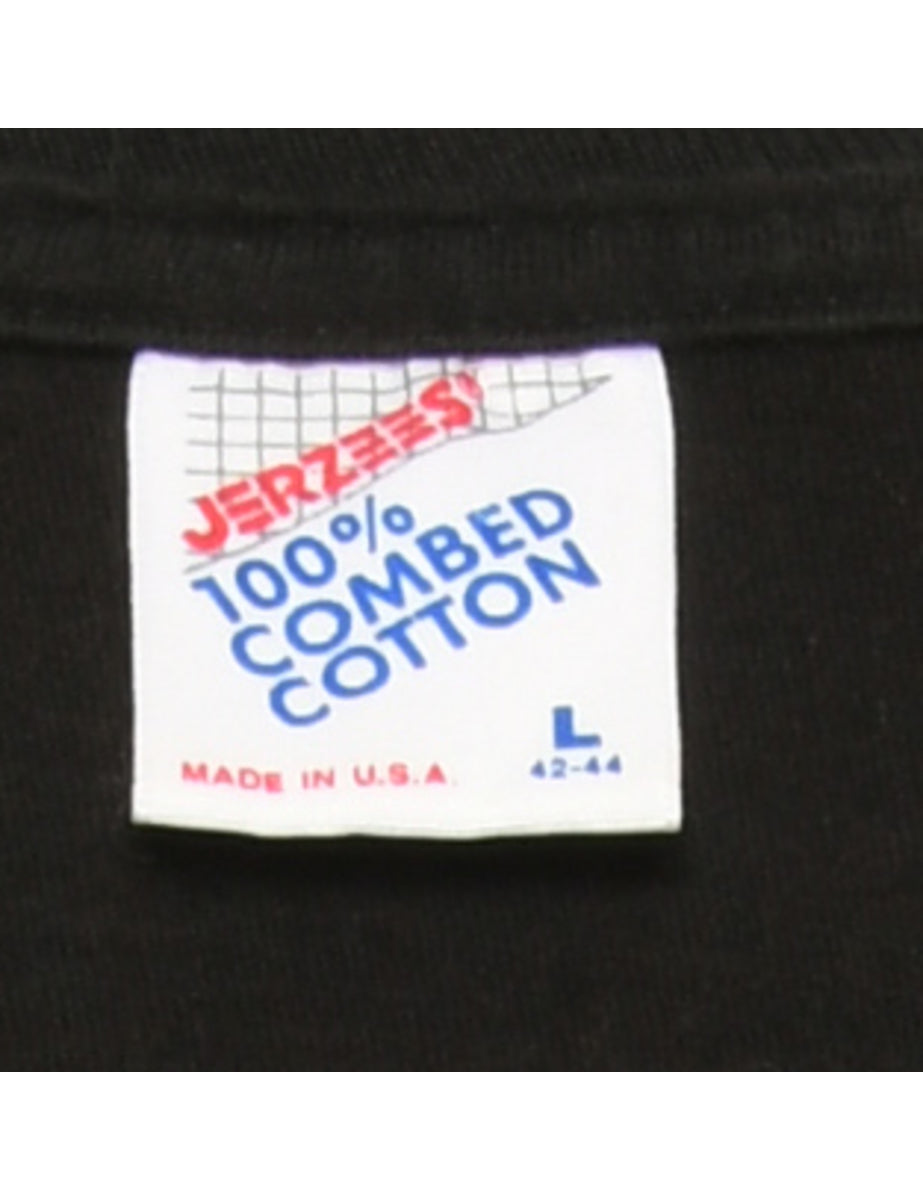 JERZEES
100%
COMBED
COTTON
L
42-44
MADE IN U.S.A.